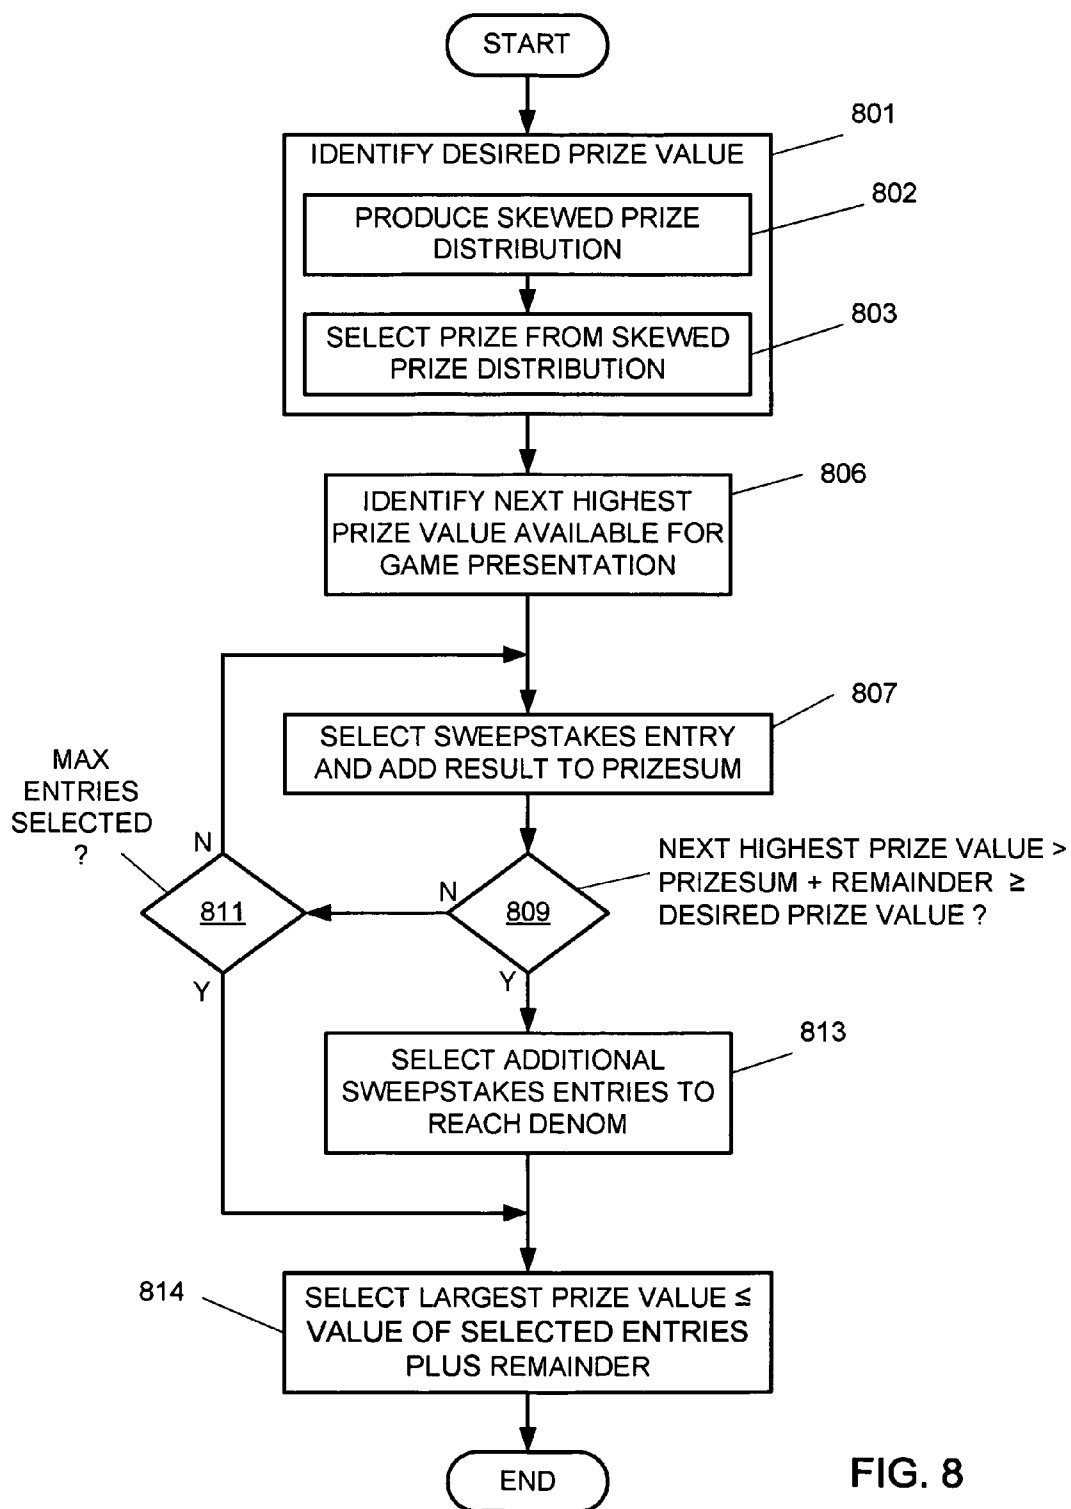 START
801
IDENTIFY DESIRED PRIZE VALUE
802
PRODUCE SKEWED PRIZE
DISTRIBUTION
803
SELECT PRIZE FROM SKEWED
PRIZE DISTRIBUTION
806
IDENTIFY NEXT HIGHEST
PRIZE VALUE AVAILABLE FOR
GAME PRESENTATION
807
SELECT SWEEPSTAKES ENTRY
AND ADD RESULT TO PRIZESUM
MAX
ENTRIES
SELECTED
?
N
811
Y
N
809
Y
NEXT HIGHEST PRIZE VALUE >
PRIZESUM + REMAINDER ≥
DESIRED PRIZE VALUE ?
813
SELECT ADDITIONAL
SWEEPSTAKES ENTRIES TO
REACH DENOM
814
SELECT LARGEST PRIZE VALUE ≤
VALUE OF SELECTED ENTRIES
PLUS REMAINDER
END
FIG. 8